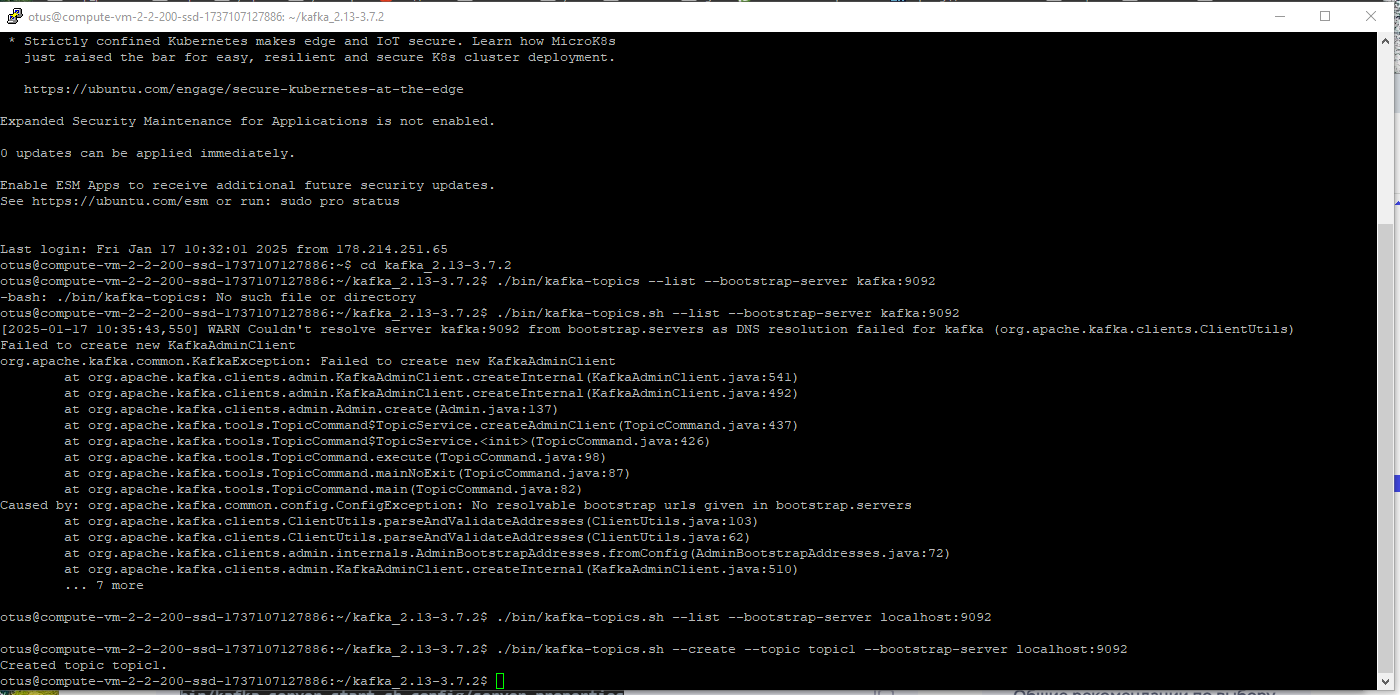 otus@compute-vm-2-2-200-ssd-1737107127886: ~/kafka_2.13-3.7.2
* Strictly confined Kubernetes makes edge and IoT secure. Learn how MicroK8s
just raised the bar for easy, resilient and secure K8s cluster deployment.
https://ubuntu.com/engage/secure-kubernetes-at-the-edge
Expanded Security Maintenance for Applications is not enabled.
0 updates can be applied immediately.
Enable ESM Apps to receive additional future security updates.
See https://ubuntu.com/esm or run: sudo pro status
Last login: Fri Jan 17 10:32:01 2025 from 178.214.251.65
otus@compute-vm-2-2-200-ssd-1737107127886:~$ cd kafka_2.13-3.7.2
otus@compute-vm-2-2-200-ssd-1737107127886:~/kafka_2.13-3.7.2$ ./bin/kafka-topics --list --bootstrap-server kafka:9092
-bash: ./bin/kafka-topics: No such file or directory
otus@compute-vm-2-2-200-ssd-1737107127886:~/kafka_2.13-3.7.2$ ./bin/kafka-topics.sh --list --bootstrap-server kafka:9092
[2025-01-17 10:35:43,550] WARN Couldn't resolve server kafka:9092 from bootstrap.servers as DNS resolution failed for kafka (org.apache.kafka.clients.ClientUtils)
Failed to create new KafkaAdminClient
org.apache.kafka.common.KafkaException: Failed to create new KafkaAdminClient
at org.apache.kafka.clients.admin.KafkaAdminClient.createInternal(KafkaAdminClient.java:541)
at org.apache.kafka.clients.admin.KafkaAdminClient.createInternal(KafkaAdminClient.java:492)
at org.apache.kafka.clients.admin.Admin.create(Admin.java:137)
at org.apache.kafka.tools.TopicCommand$TopicService.createAdminClient(TopicCommand.java:437)
at org.apache.kafka.tools.TopicCommand$TopicService.<init>(TopicCommand.java:426)
at org.apache.kafka.tools.TopicCommand.execute(TopicCommand.java:98)
at org.apache.kafka.tools.TopicCommand.mainNoExit(TopicCommand.java:87)
at org.apache.kafka.tools.TopicCommand.main(TopicCommand.java:82)
Caused by: org.apache.kafka.common.config.ConfigException: No resolvable bootstrap urls given in bootstrap.servers
at org.apache.kafka.clients.ClientUtils.parseAndValidateAddresses(ClientUtils.java:103)
at org.apache.kafka.clients.ClientUtils.parseAndValidateAddresses(ClientUtils.java:62)
at org.apache.kafka.clients.admin.internals.AdminBootstrapAddresses.fromConfig(AdminBootstrapAddresses.java:72)
at org.apache.kafka.clients.admin.KafkaAdminClient.createInternal(KafkaAdminClient.java:510)
... 7 more
otus@compute-vm-2-2-200-ssd-1737107127886:~/kafka_2.13-3.7.2$ ./bin/kafka-topics.sh --list --bootstrap-server localhost:9092
otus@compute-vm-2-2-200-ssd-1737107127886:~/kafka_2.13-3.7.2$ ./bin/kafka-topics.sh --create --topic topic1 --bootstrap-server localhost:9092
Created topic topic1.
otus@compute-vm-2-2-200-ssd-1737107127886:~/kafka_2.13-3.7.2$